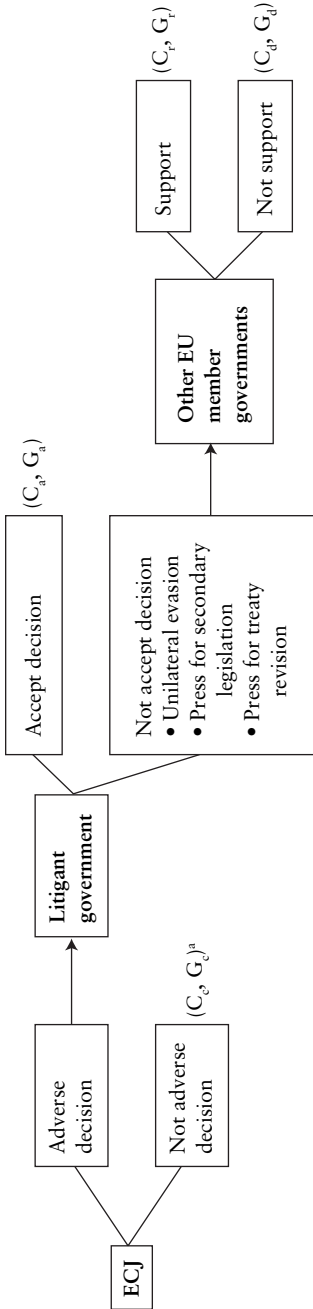 ECJ
Adverse
decision
Not adverse
decision
(C_c, G_c)^a
Litigant
government
Accept decision
(C_a, G_a)
Not accept decision
• Unilateral evasion
• Press for secondary
legislation
• Press for treaty
revision
Other EU
member
governments
Support
(C_r, G_r)
Not support
(C_d, G_d)